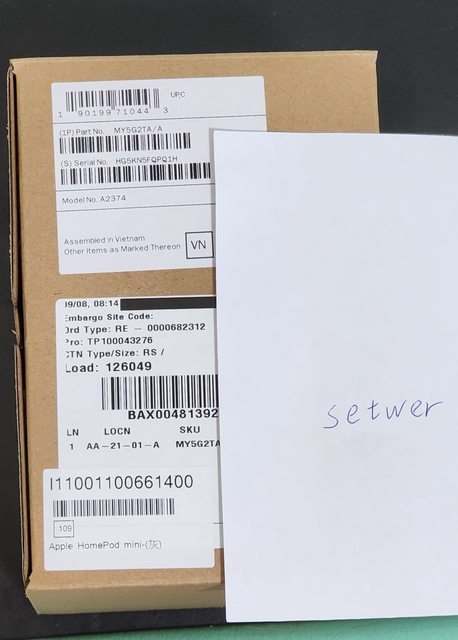 UPC
1 90199 71044 3
(1P) Part No. MY5G2TA/A
(S) Serial No. HG5KN5FQPQ1H
Model No. A2374
Assembled in Vietnam
Other Items as Marked Thereon
VN
09/08, 08:14
Embargo Site Code:
Ord Type: RE - 0000682312
Pro: TP100043276
CTN Type/Size: RS /
Load: 126049
BAX00481392
LN LOCN SKU
1 AA-21-01-A MY5G2TA
I11001100661400
109
Apple HomePod mini-(灰)
setwer